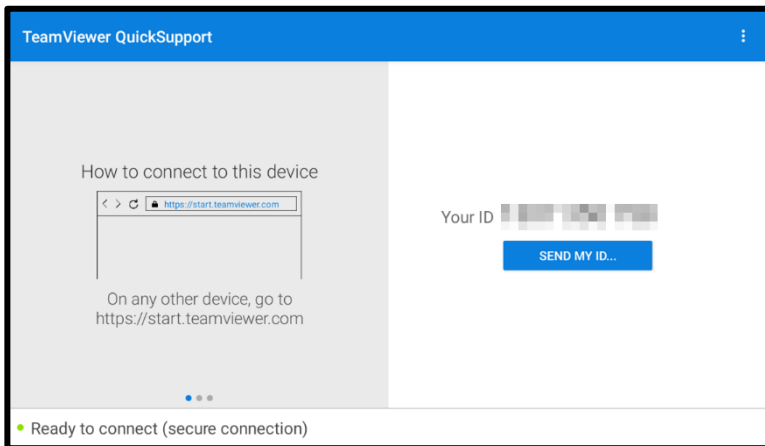 TeamViewer QuickSupport
How to connect to this device
https://start.teamviewer.com
On any other device, go to
https://start.teamviewer.com
Your ID
SEND MY ID...
Ready to connect (secure connection)